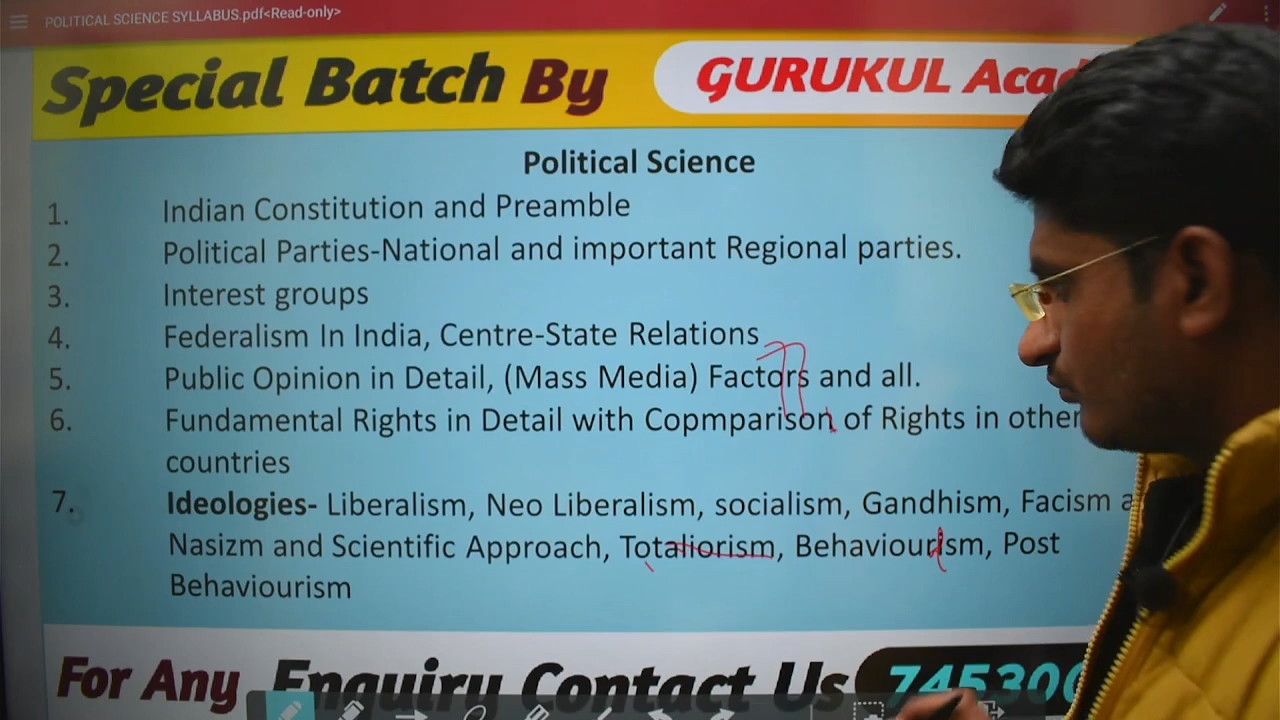 POLITICAL SCIENCE SYLLABUS.pdf<Read-only>
Special Batch By GURUKUL
Political Science
1. Indian Constitution and Preamble
2. Political Parties-National and important Regional parties.
3. Interest groups
4. Federalism In India, Centre-State Relations
5. Public Opinion in Detail, (Mass Media) Factors and all.
6. Fundamental Rights in Detail with Copmparison of Rights in other
countries
7. Ideologies- Liberalism, Neo Liberalism, socialism, Gandhism, Facism
Nasizm and Scientific Approach, Totaliorism, Behaviourism, Post
Behaviourism
For Any Enquiry Contact Us 745300